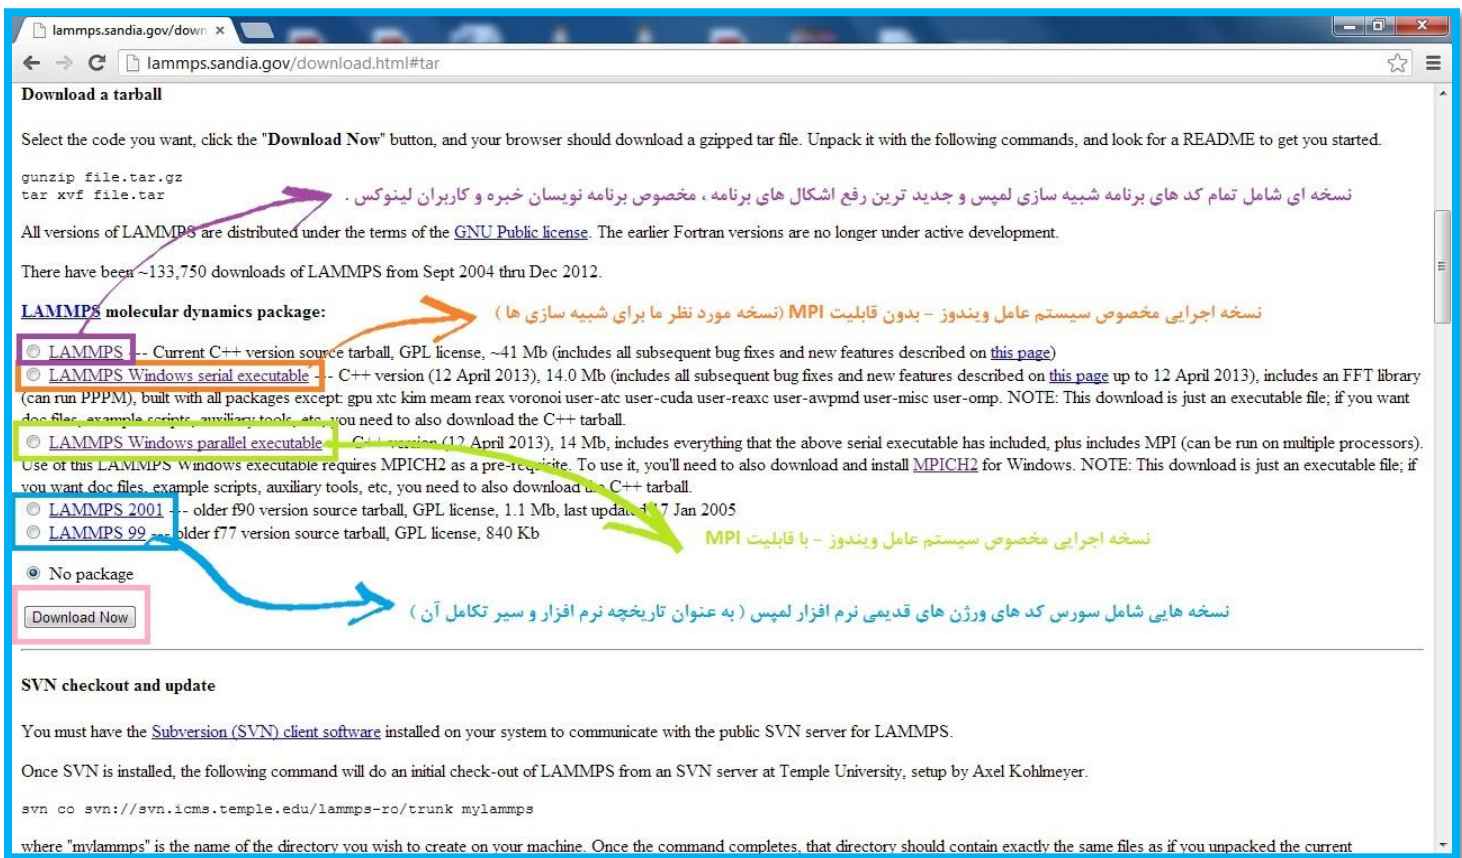 lammps.sandia.gov/down
lammps.sandia.gov/download.html#tar
Download a tarball
Select the code you want, click the "Download Now" button, and your browser should download a gzipped tar file. Unpack it with the following commands, and look for a README to get you started.
gunzip file.tar.gz
tar xvf file.tar
نسخه ای شامل تمام کد های برنامه شبیه سازی لمپس و جدید ترین رفع اشکال های برنامه ، مخصوص برنامه نویسان خبره و کاربران لینوکس .
All versions of LAMMPS are distributed under the terms of the GNU Public license. The earlier Fortran versions are no longer under active development.
There have been ~133,750 downloads of LAMMPS from Sept 2004 thru Dec 2012.
LAMMPS molecular dynamics package:
نسخه اجرایی مخصوص سیستم عامل ویندوز - بدون قابلیت MPI (نسخه مورد نظر ما برای شبیه سازی ها )
LAMMPS --- Current C++ version source tarball, GPL license, ~41 Mb (includes all subsequent bug fixes and new features described on this page)
LAMMPS Windows serial executable --- C++ version (12 April 2013), 14.0 Mb (includes all subsequent bug fixes and new features described on this page up to 12 April 2013), includes an FFT library
(can run PPPM), built with all packages except: gpu xtc kim meam reax voronoi user-atc user-cuda user-reaxc user-awpmd user-misc user-omp. NOTE: This download is just an executable file; if you want
doc files, example scripts, auxiliary tools, etc, you need to also download the C++ tarball.
LAMMPS Windows parallel executable --- C++ version (12 April 2013), 14 Mb, includes everything that the above serial executable has included, plus includes MPI (can be run on multiple processors).
Use of this LAMMPS Windows executable requires MPICH2 as a pre-requisite. To use it, you'll need to also download and install MPICH2 for Windows. NOTE: This download is just an executable file; if
you want doc files, example scripts, auxiliary tools, etc, you need to also download the C++ tarball.
LAMMPS 2001 --- older f90 version source tarball, GPL license, 1.1 Mb, last updated 17 Jan 2005
LAMMPS 99 --- older f77 version source tarball, GPL license, 840 Kb
نسخه اجرایی مخصوص سیستم عامل ویندوز - با قابلیت MPI
No package
Download Now
نسخه هایی شامل سورس کد های ورژن های قدیمی نرم افزار لمپس ( به عنوان تاریخچه نرم افزار و سیر تکامل آن )
SVN checkout and update
You must have the Subversion (SVN) client software installed on your system to communicate with the public SVN server for LAMMPS.
Once SVN is installed, the following command will do an initial check-out of LAMMPS from an SVN server at Temple University, setup by Axel Kohlmeyer.
svn co svn://svn.icms.temple.edu/lammps-ro/trunk mylammps
where "mylammps" is the name of the directory you wish to create on your machine. Once the command completes, that directory should contain exactly the same files as if you unpacked the current